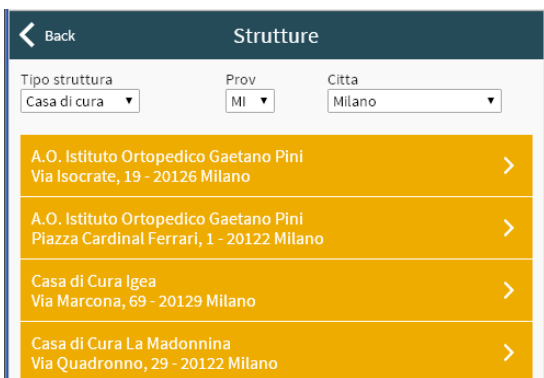 Back
Strutture
Tipo struttura Prov Citta
Casa di cura MI Milano
A.O. Istituto Ortopedico Gaetano Pini
Via Isocrate, 19 - 20126 Milano
A.O. Istituto Ortopedico Gaetano Pini
Piazza Cardinal Ferrari, 1 - 20122 Milano
Casa di Cura Igea
Via Marcona, 69 - 20129 Milano
Casa di Cura La Madonnina
Via Quadronno, 29 - 20122 Milano